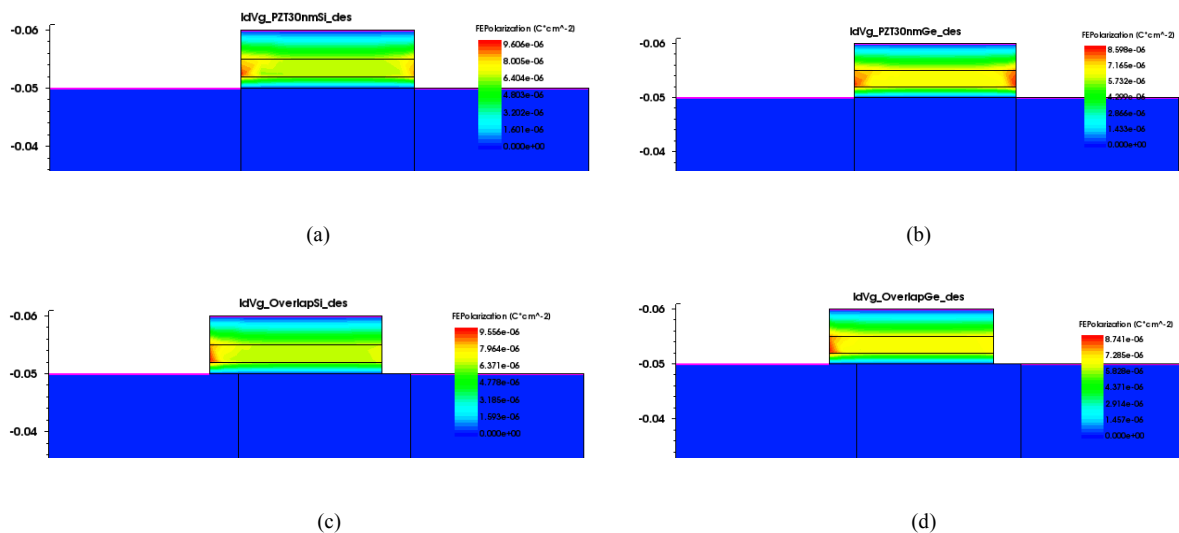 IdVg_PZT30nmSi_des
FEPolarization (C*cm^-2)
9.606e-06
8.005e-06
6.404e-06
4.803e-06
3.202e-06
1.601e-06
0.000e+00
-0.06
-0.05
-0.04
(a)
IdVg_PZT30nmGe_des
FEPolarization (C*cm^-2)
8.598e-06
7.165e-06
5.732e-06
4.299e-06
2.866e-06
1.433e-06
0.000e+00
-0.06
-0.05
-0.04
(b)
IdVg_OverlapSi_des
FEPolarization (C*cm^-2)
9.556e-06
7.964e-06
6.371e-06
4.778e-06
3.185e-06
1.593e-06
0.000e+00
-0.06
-0.05
-0.04
(c)
IdVg_OverlapGe_des
FEPolarization (C*cm^-2)
8.741e-06
7.285e-06
5.828e-06
4.371e-06
2.914e-06
1.457e-06
0.000e+00
-0.06
-0.05
-0.04
(d)